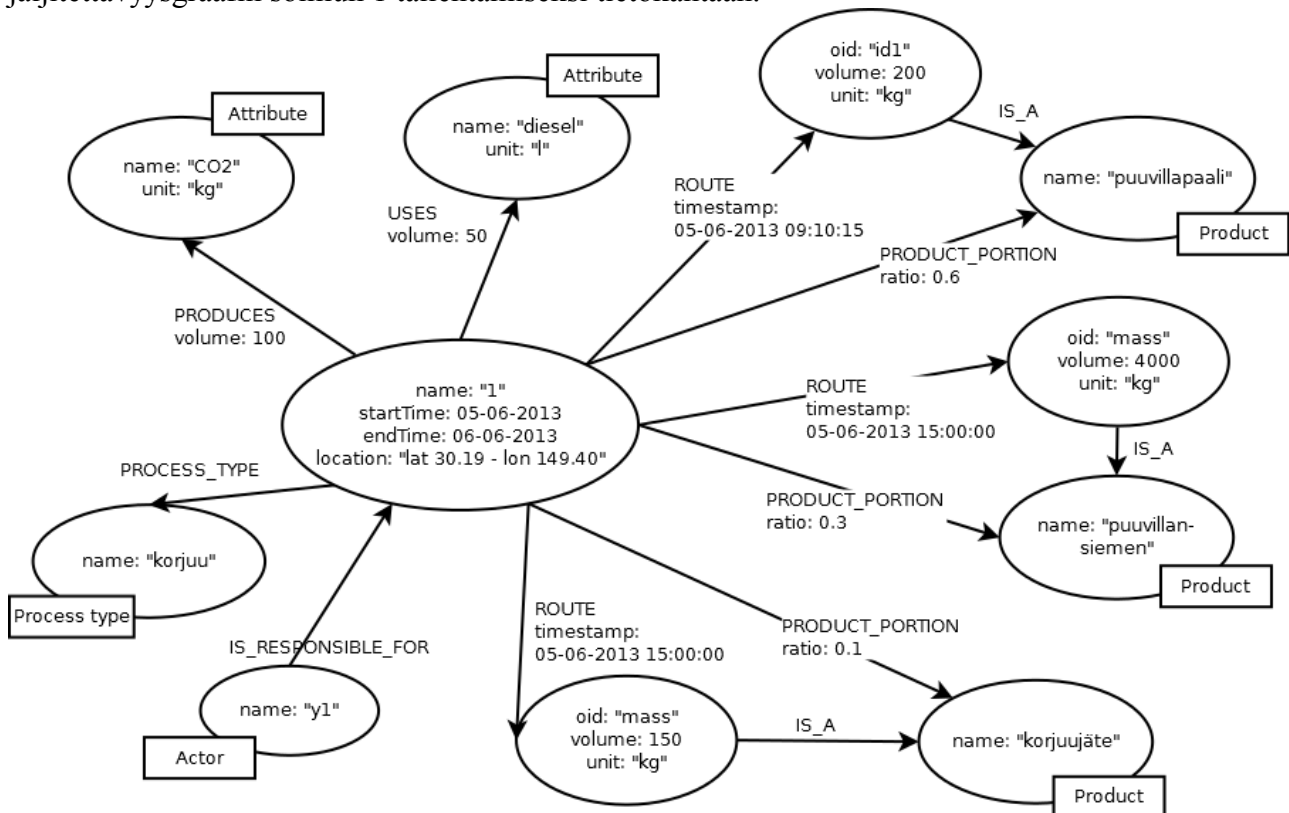 jäljitettävyysgraafin solmun 1 tallentamiseksi tietokantaan.
oid: "id1"
volume: 200
unit: "kg"
Attribute
name: "diesel"
unit: "l"
Attribute
name: "CO2"
unit: "kg"
IS_A
name: "puuvillapaali"
Product
ROUTE
timestamp:
05-06-2013 09:10:15
USES
volume: 50
PRODUCT_PORTION
ratio: 0.6
PRODUCES
volume: 100
oid: "mass"
volume: 4000
unit: "kg"
name: "1"
startTime: 05-06-2013
endTime: 06-06-2013
location: "lat 30.19 - lon 149.40"
ROUTE
timestamp:
05-06-2013 15:00:00
IS_A
PROCESS_TYPE
PRODUCT_PORTION
ratio: 0.3
name: "puuvillan-
siemen"
Product
name: "korjuu"
Process type
ROUTE
timestamp:
05-06-2013 15:00:00
PRODUCT_PORTION
ratio: 0.1
IS_RESPONSIBLE_FOR
name: "y1"
Actor
oid: "mass"
volume: 150
unit: "kg"
IS_A
name: "korjuujäte"
Product